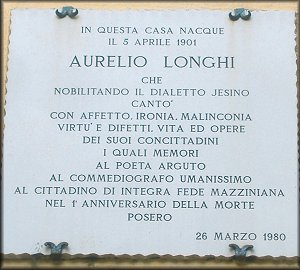 IN QUESTA CASA NACQUE
IL 5 APRILE 1901
AURELIO LONGHI
CHE
NOBILITANDO IL DIALETTO JESINO
CANTO'
CON AFFETTO, IRONIA, MALINCONIA
VIRTU' E DIFETTI, VITA ED OPERE
DEI SUOI CONCITTADINI
I QUALI MEMORI
AL POETA ARGUTO
AL COMMEDIOGRAFO UMANISSIMO
AL CITTADINO DI INTEGRA FEDE MAZZINIANA
NEL 1° ANNIVERSARIO DELLA MORTE
POSERO
26 MARZO 1980